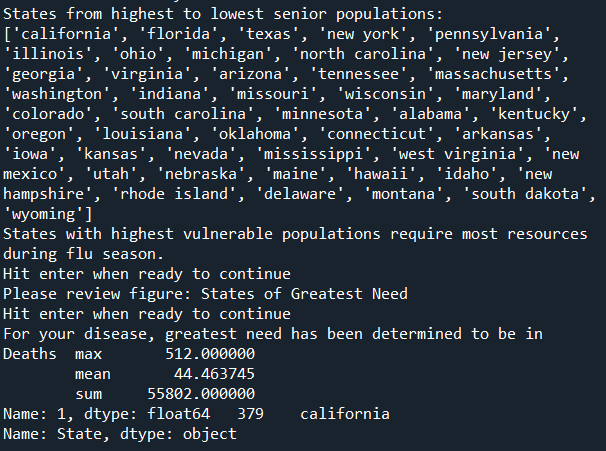 States from highest to lowest senior populations:
['california', 'florida', 'texas', 'new york', 'pennsylvania',
'illinois', 'ohio', 'michigan', 'north carolina', 'new jersey',
'georgia', 'virginia', 'arizona', 'tennessee', 'massachusetts',
'washington', 'indiana', 'missouri', 'wisconsin', 'maryland',
'colorado', 'south carolina', 'minnesota', 'alabama', 'kentucky',
'oregon', 'louisiana', 'oklahoma', 'connecticut', 'arkansas',
'iowa', 'kansas', 'nevada', 'mississippi', 'west virginia', 'new
mexico', 'utah', 'nebraska', 'maine', 'hawaii', 'idaho', 'new
hampshire', 'rhode island', 'delaware', 'montana', 'south dakota',
'wyoming']
States with highest vulnerable populations require most resources
during flu season.
Hit enter when ready to continue
Please review figure: States of Greatest Need
Hit enter when ready to continue
For your disease, greatest need has been determined to be in
Deaths  max       512.000000
        mean       44.463745
        sum     55802.000000
Name: 1, dtype: float64   379    california
Name: State, dtype: object